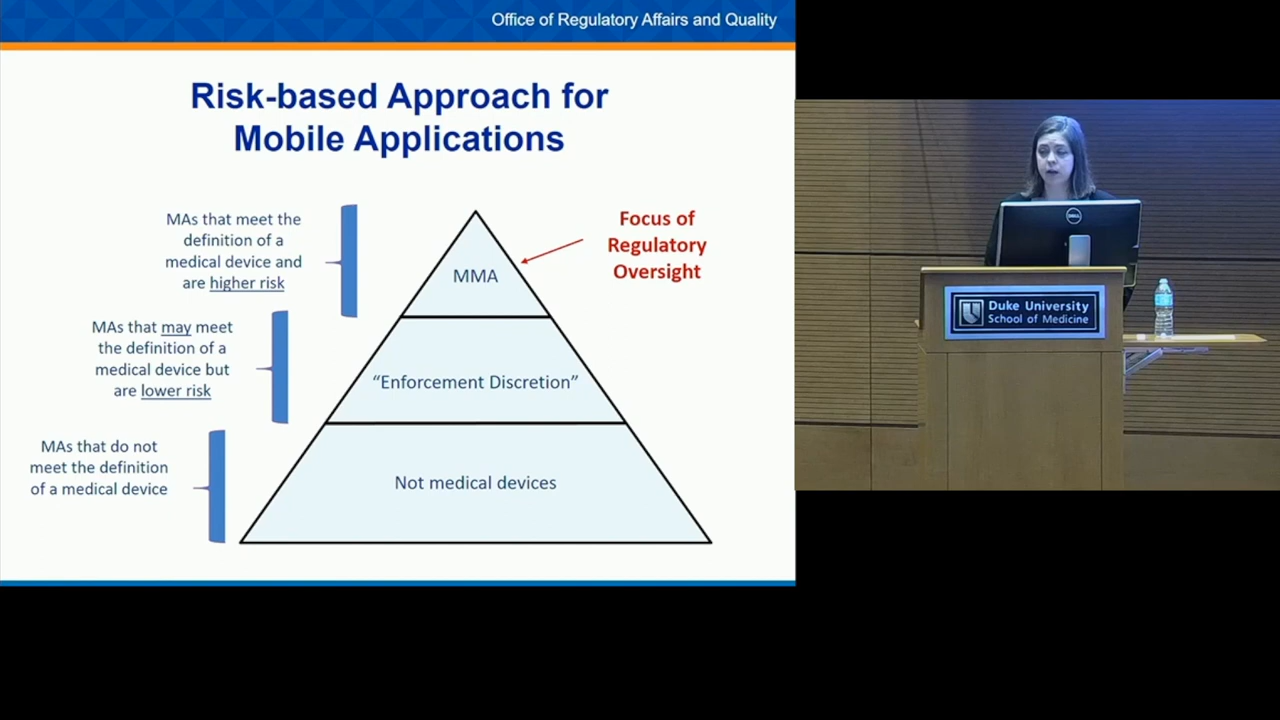 Office of Regulatory Affairs and Quality
Risk-based Approach for
Mobile Applications
MAs that meet the
definition of a
medical device and
are higher risk
MAs that may meet
the definition of a
medical device but
are lower risk
MAs that do not
meet the definition
of a medical device
MMA
“Enforcement Discretion”
Not medical devices
Focus of
Regulatory
Oversight
DELL
Duke University
School of Medicine